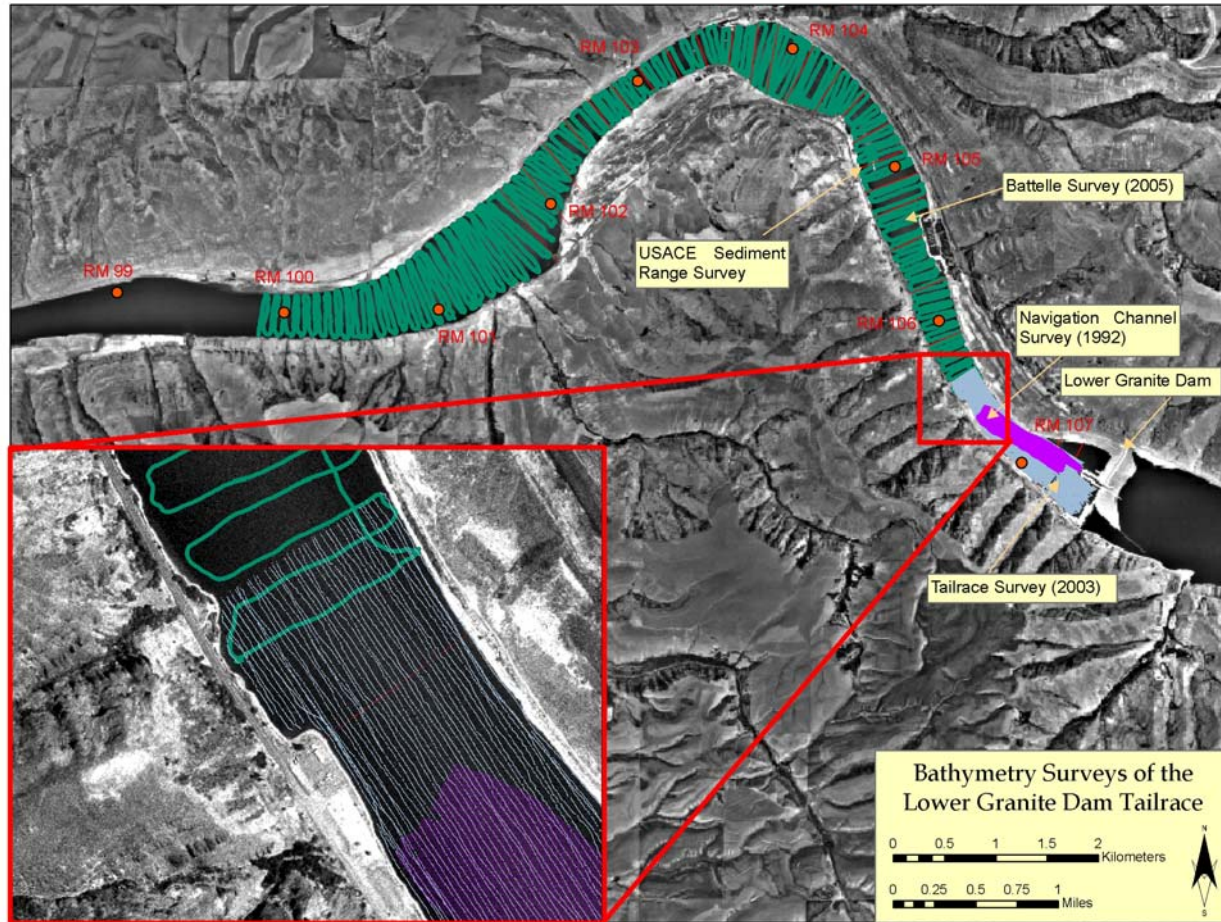 RM 103
RM 104
RM 105
Battelle Survey (2005)
RM 102
USACE Sediment
Range Survey
RM 99
RM 100
RM 101
RM 106
Navigation Channel
Survey (1992)
Lower Granite Dam
RM 107
Tailrace Survey (2003)
Bathymetry Surveys of the
Lower Granite Dam Tailrace
0 0.5 1 1.5 2
Kilometers
0 0.25 0.5 0.75 1
Miles
N
S